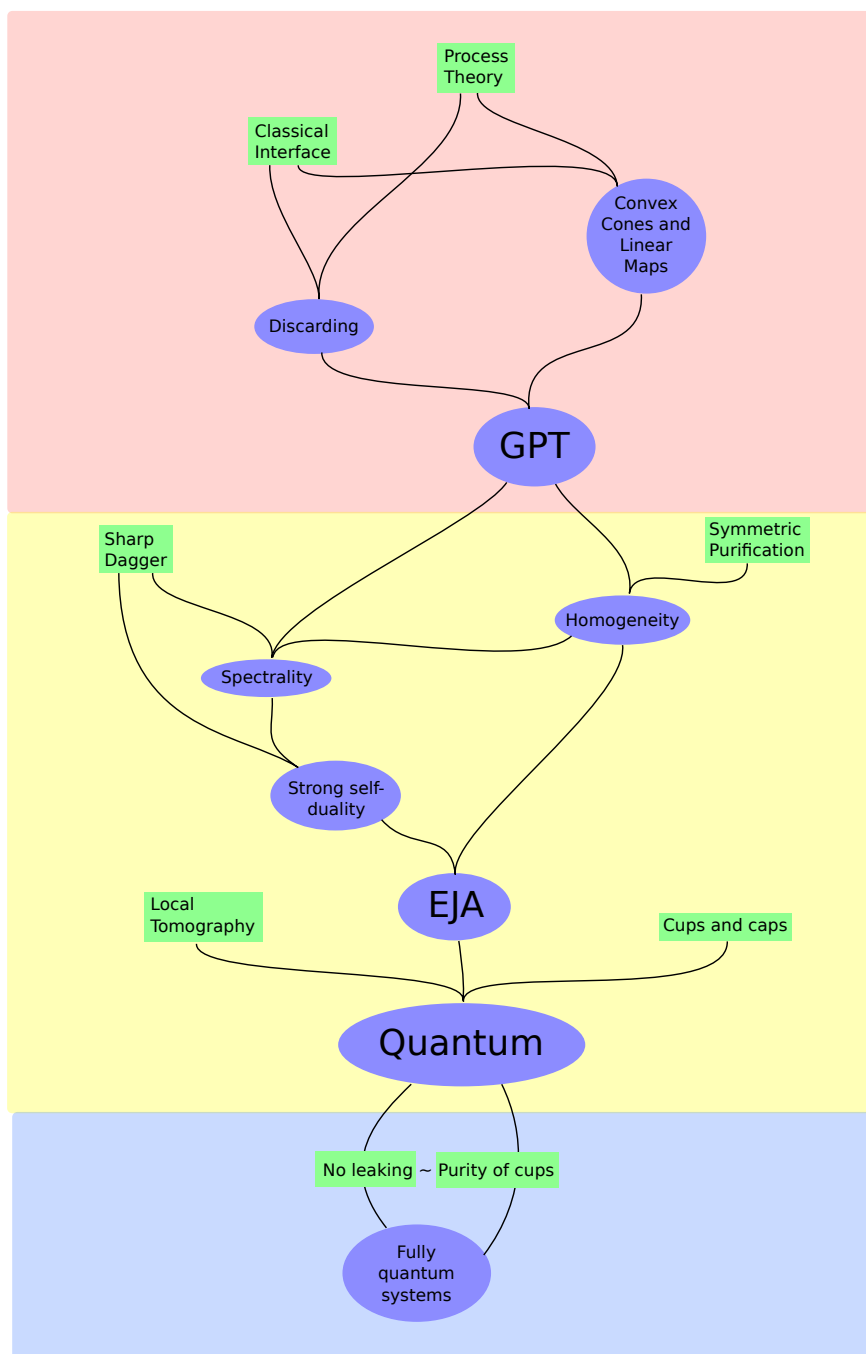 Process
Theory
Classical
Interface
Convex
Cones and
Linear
Maps
Discarding
GPT
Sharp
Dagger
Symmetric
Purification
Homogeneity
Spectrality
Strong self-
duality
EJA
Local
Tomography
Cups and caps
Quantum
No leaking ~ Purity of cups
Fully
quantum
systems